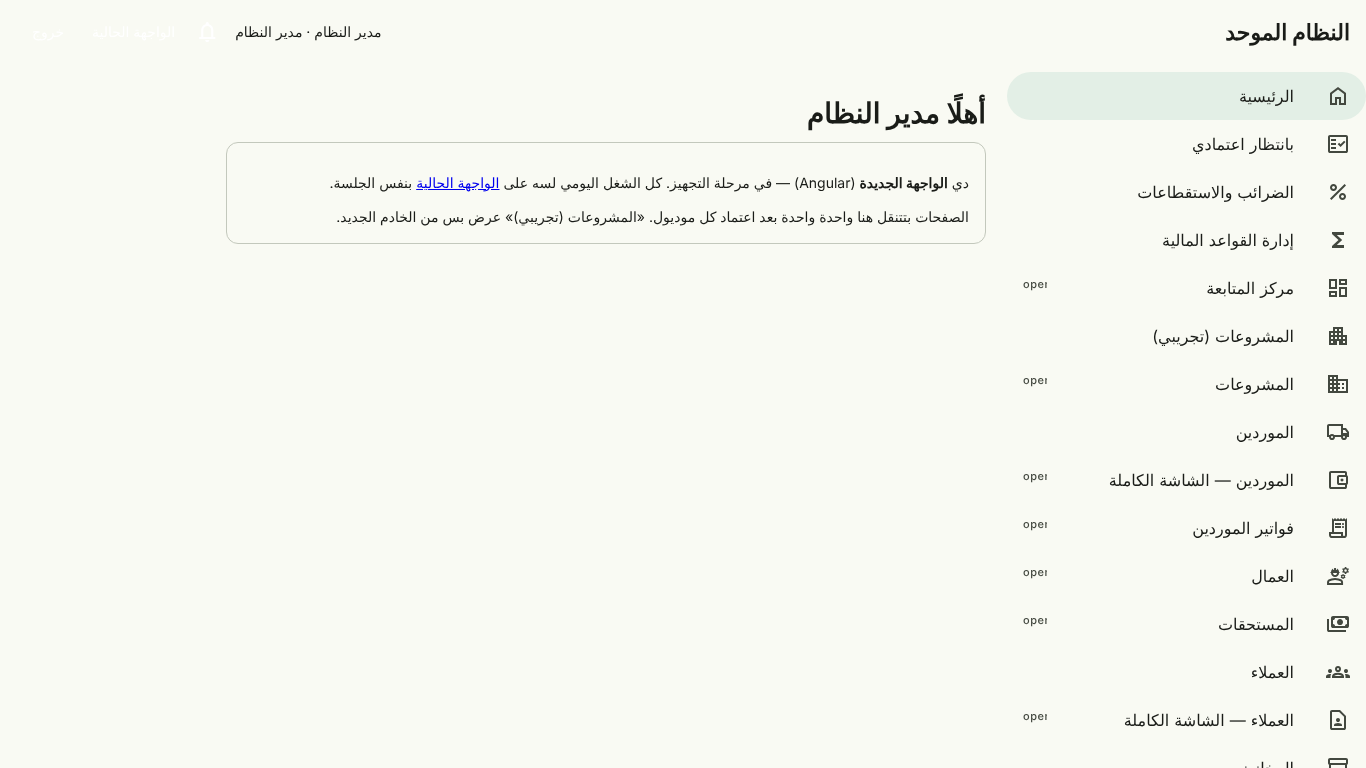 النظام الموحد
مدير النظام · مدير النظام
الواجهة الحالية
خروج
الرئيسية
بانتظار اعتمادي
الضرائب والاستقطاعات
إدارة القواعد المالية
مركز المتابعة
المشروعات (تجريبي)
المشروعات
الموردين
الموردين — الشاشة الكاملة
فواتير الموردين
العمال
المستحقات
العملاء
العملاء — الشاشة الكاملة
أهلًا مدير النظام
دي الواجهة الجديدة (Angular) — في مرحلة التجهيز. كل الشغل اليومي لسه على الواجهة الحالية بنفس الجلسة.
الصفحات بتتنقل هنا واحدة واحدة بعد اعتماد كل موديول. «المشروعات (تجريبي)» عرض بس من الخادم الجديد.